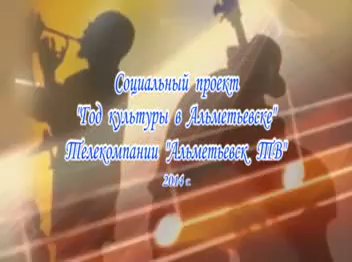 Социальный проект
"Год культуры в Альметьевске"
Телекомпании "Альметьевск ТВ"
2014 г.